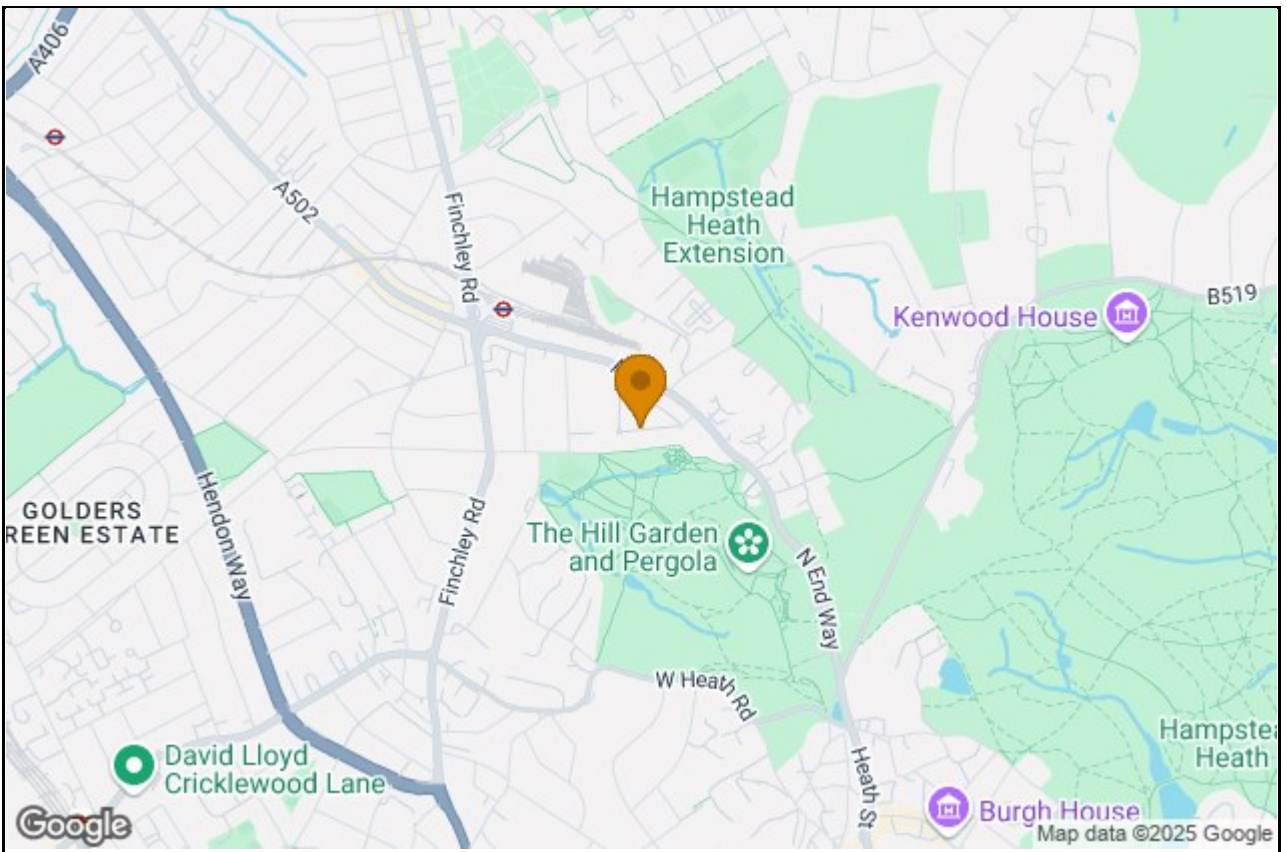 A406
A502
Finchley Rd
Hampstead
Heath
Extension
Kenwood House
B519
GOLDERS
REEN ESTATE
Hendon Way
Finchley Rd
The Hill Garden
and Pergola
N End Way
W Heath Rd
Heath St
Hampstea
Heath
David Lloyd
Cricklewood Lane
Burgh House
Google
Map data ©2025 Google